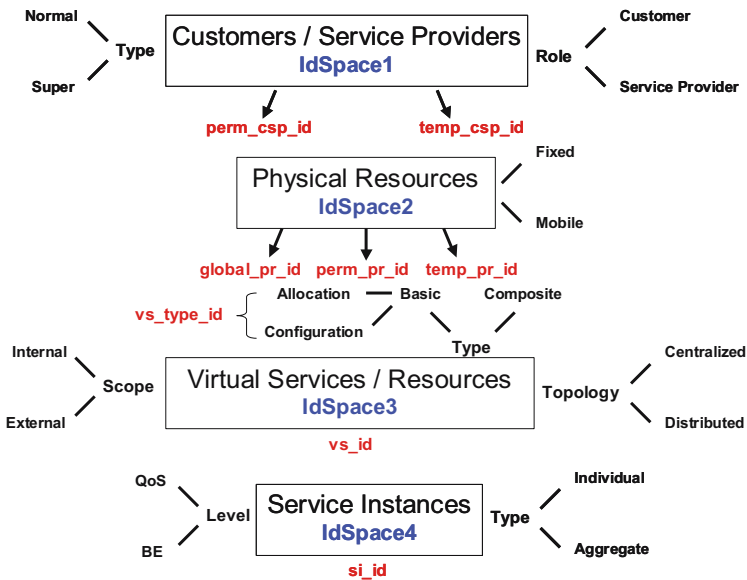 Normal
Customer
Customers / Service Providers
Type
Role
IdSpace1
Super
Service Provider
perm_csp_id
temp_csp_id
Fixed
Physical Resources
IdSpace2
Mobile
global_pr_id
perm_pr_id
temp_pr_id
Allocation
Basic
Composite
vs_type_id
Configuration
Type
Internal
Centralized
Virtual Services / Resources
Scope
Topology
IdSpace3
External
Distributed
vs_id
QoS
Individual
Service Instances
Level
Type
IdSpace4
BE
Aggregate
si_id